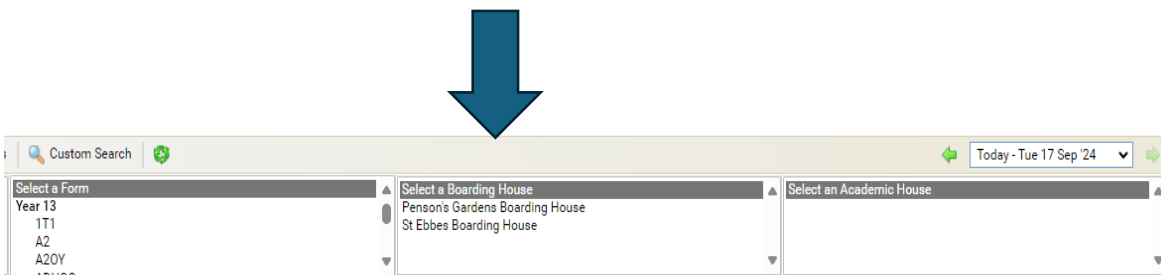 Custom Search
Today - Tue 17 Sep '24
Select a Form
Year 13
1T1
A2
A2OY
Select a Boarding House
Penson's Gardens Boarding House
St Ebbes Boarding House
Select an Academic House